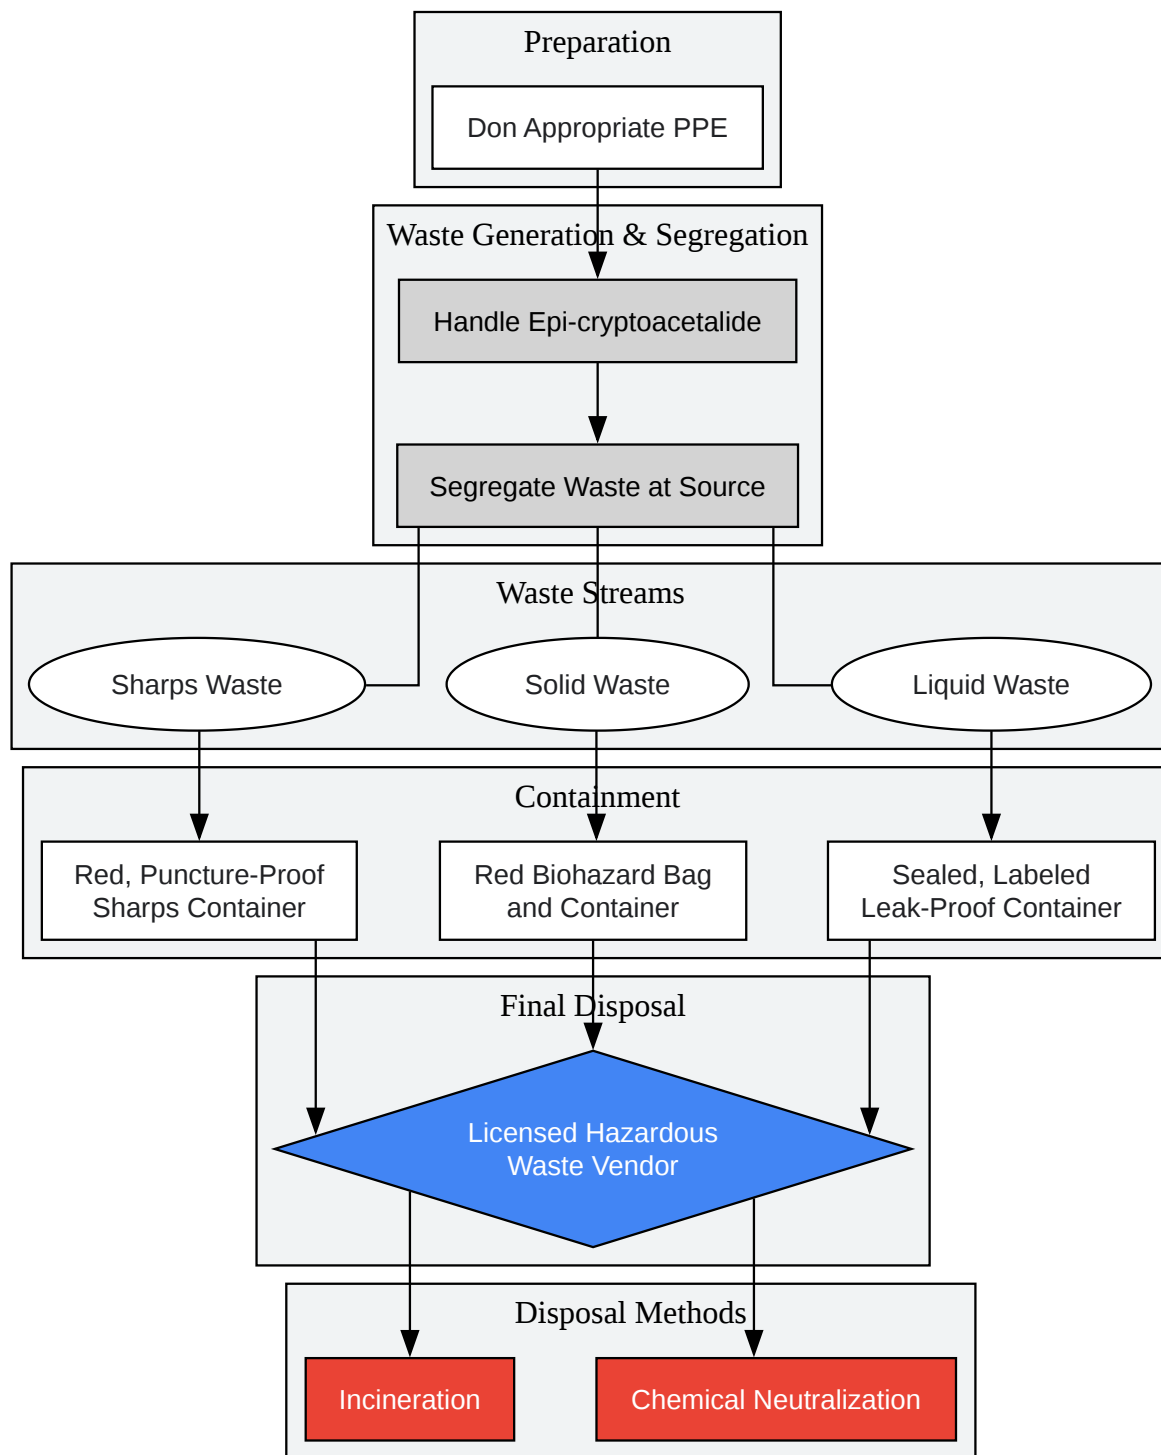 Preparation
Don Appropriate PPE
Waste Generation & Segregation
Handle Epi-cryptoacetalide
Segregate Waste at Source
Waste Streams
Sharps Waste
Solid Waste
Liquid Waste
Containment
Red, Puncture-Proof
Sharps Container
Red Biohazard Bag
and Container
Sealed, Labeled
Leak-Proof Container
Final Disposal
Licensed Hazardous
Waste Vendor
Disposal Methods
Incineration
Chemical Neutralization